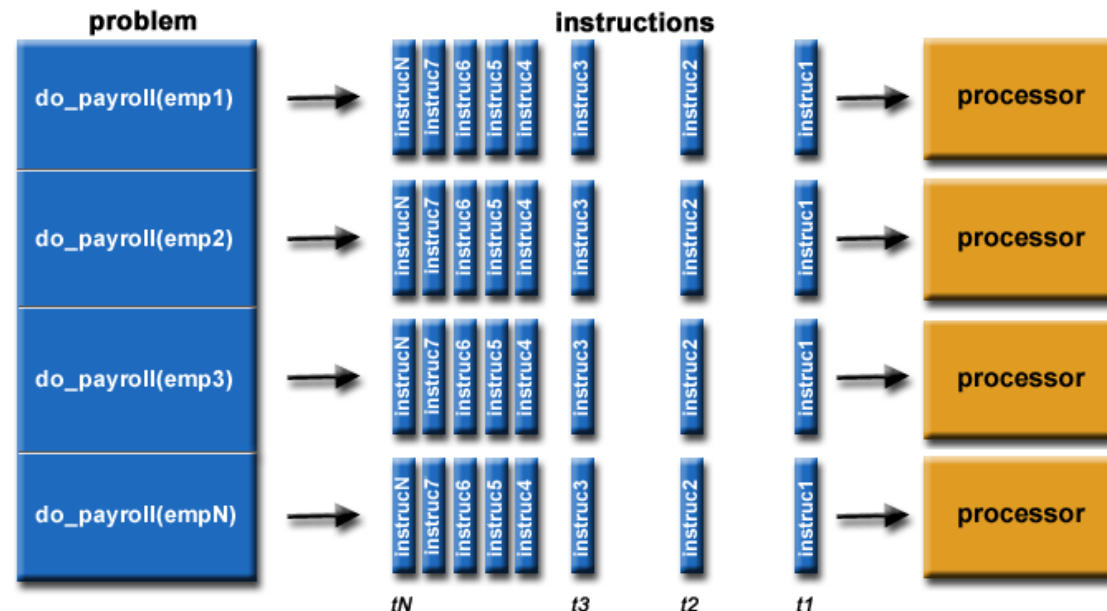 problem
instructions
do_payroll(emp1)
instrucN
instruc7
instruc6
instruc5
instruc4
instruc3
instruc2
instruc1
processor
do_payroll(emp2)
instrucN
instruc7
instruc6
instruc5
instruc4
instruc3
instruc2
instruc1
processor
do_payroll(emp3)
instrucN
instruc7
instruc6
instruc5
instruc4
instruc3
instruc2
instruc1
processor
do_payroll(empN)
instrucN
instruc7
instruc6
instruc5
instruc4
instruc3
instruc2
instruc1
processor
tN t3 t2 t1